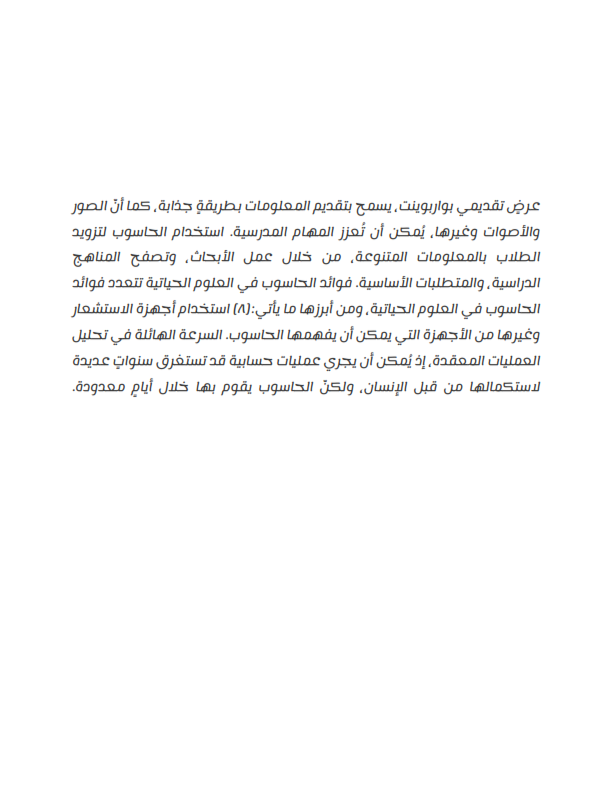 عرضٍ تقديمي بواربوينت، يسمح بتقديم المعلومات بطريقةٍ جذابة، كما أنّ الصور
والأصوات وغيرها، يُمكن أن تُعزز المهام المدرسية. استخدام الحاسوب لتزويد
الطلاب بالمعلومات المتنوعة، من خلال عمل الأبحاث، وتصفح المناهج
الدراسية، والمتطلبات الأساسية. فوائد الحاسوب في العلوم الحياتية تتعدد فوائد
الحاسوب في العلوم الحياتية، ومن أبرزها ما يأتي:(٨) استخدام أجهزة الاستشعار
وغيرها من الأجهزة التي يمكن أن يفهمها الحاسوب. السرعة الهائلة في تحليل
العمليات المعقدة، إذ يُمكن أن يجري عمليات حسابية قد تستغرق سنواتٍ عديدة
لاستكمالها من قبل الإنسان، ولكنّ الحاسوب يقوم بها خلال أيامٍ معدودة.